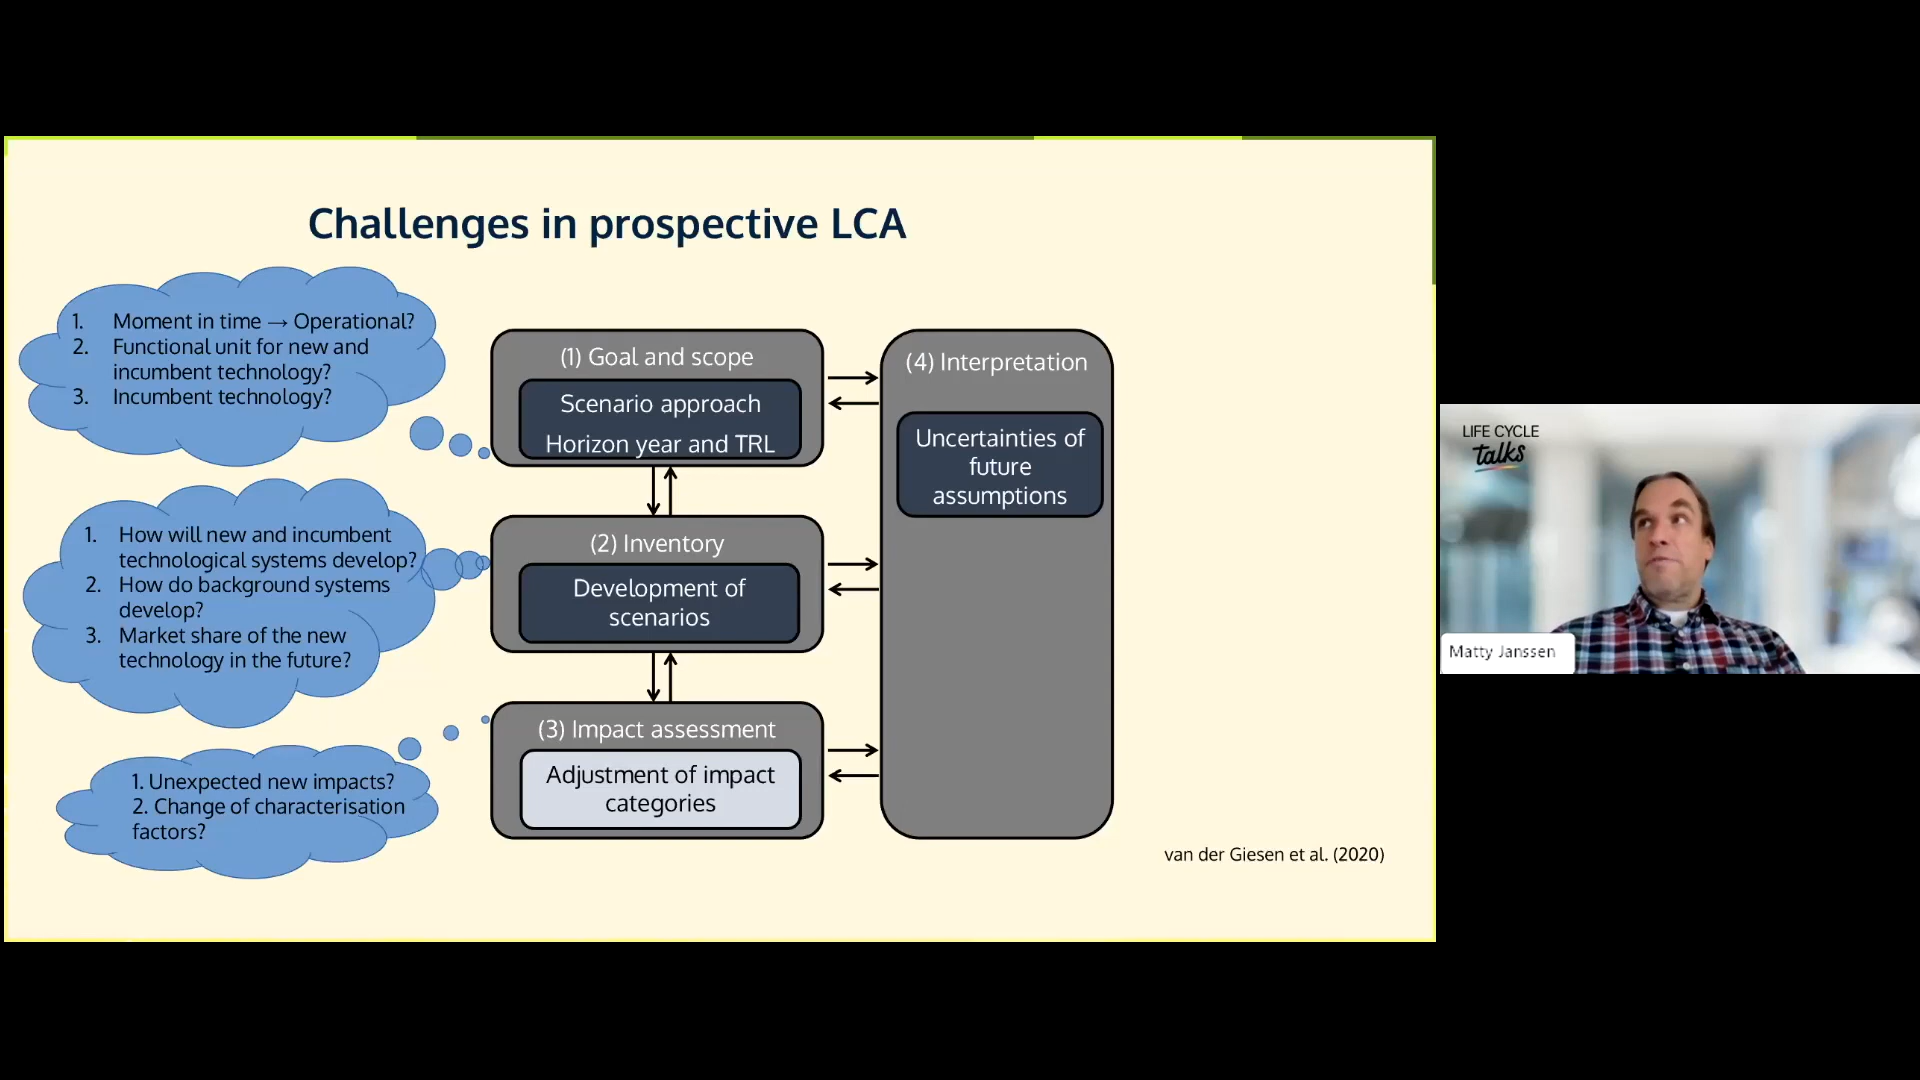 Challenges in prospective LCA
1. Moment in time → Operational?
2. Functional unit for new and
incumbent technology?
3. Incumbent technology?
(1) Goal and scope
Scenario approach
Horizon year and TRL
(4) Interpretation
Uncertainties of
future
assumptions
1. How will new and incumbent
technological systems develop?
2. How do background systems
develop?
3. Market share of the new
technology in the future?
(2) Inventory
Development of
scenarios
1. Unexpected new impacts?
2. Change of characterisation
factors?
(3) Impact assessment
Adjustment of impact
categories
van der Giesen et al. (2020)
LIFE CYCLE
talks
Matty Janssen